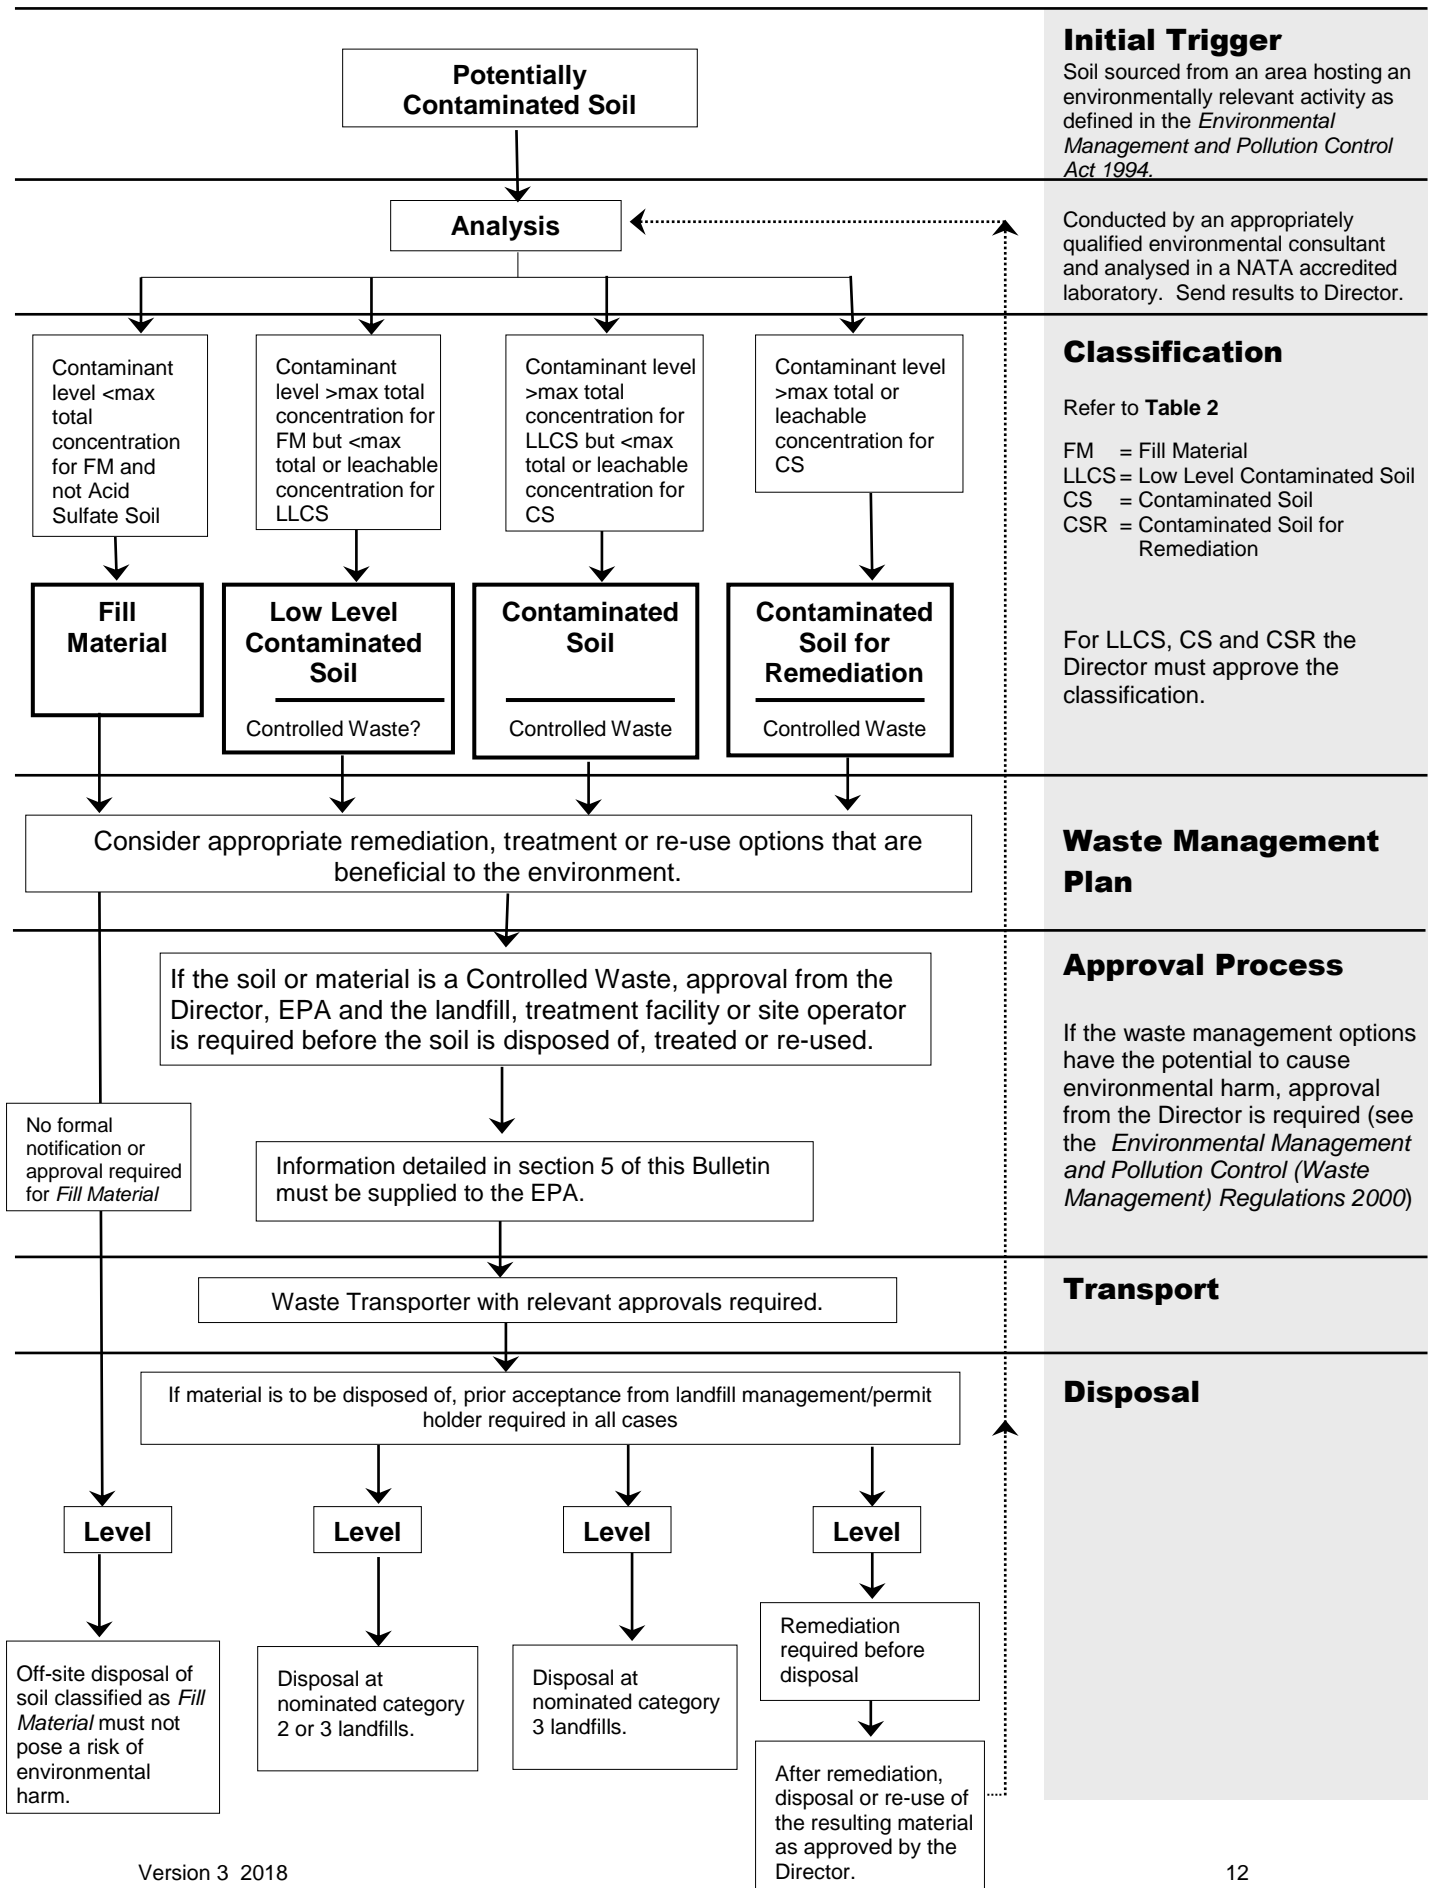 Potentially
Contaminated Soil
Initial Trigger
Soil sourced from an area hosting an
environmentally relevant activity as
defined in the Environmental
Management and Pollution Control
Act 1994.
Analysis
Conducted by an appropriately
qualified environmental consultant
and analysed in a NATA accredited
laboratory.  Send results to Director.
Contaminant
level <max
total
concentration
for FM and
not Acid
Sulfate Soil
Contaminant
level >max total
concentration for
FM but <max
total or leachable
concentration for
LLCS
Contaminant level
>max total
concentration for
LLCS but <max
total or leachable
concentration for
CS
Contaminant level
>max total or
leachable
concentration for
CS
Classification
Refer to Table 2
FM = Fill Material
LLCS = Low Level Contaminated Soil
CS = Contaminated Soil
CSR = Contaminated Soil for
Remediation
Fill
Material
Low Level
Contaminated
Soil
Controlled Waste?
Contaminated
Soil
Controlled Waste
Contaminated
Soil for
Remediation
Controlled Waste
For LLCS, CS and CSR the
Director must approve the
classification.
Consider appropriate remediation, treatment or re-use options that are
beneficial to the environment.
Waste Management
Plan
If the soil or material is a Controlled Waste, approval from the
Director, EPA and the landfill, treatment facility or site operator
is required before the soil is disposed of, treated or re-used.
Approval Process
If the waste management options
have the potential to cause
environmental harm, approval
from the Director is required (see
the Environmental Management
and Pollution Control (Waste
Management) Regulations 2000)
No formal
notification or
approval required
for Fill Material
Information detailed in section 5 of this Bulletin
must be supplied to the EPA.
Waste Transporter with relevant approvals required.
Transport
If material is to be disposed of, prior acceptance from landfill management/permit
holder required in all cases
Disposal
Level
Level
Level
Level
Off-site disposal of
soil classified as Fill
Material must not
pose a risk of
environmental
harm.
Disposal at
nominated category
2 or 3 landfills.
Disposal at
nominated category
3 landfills.
Remediation
required before
disposal
After remediation,
disposal or re-use of
the resulting material
as approved by the
Director.
Version 3  2018
12